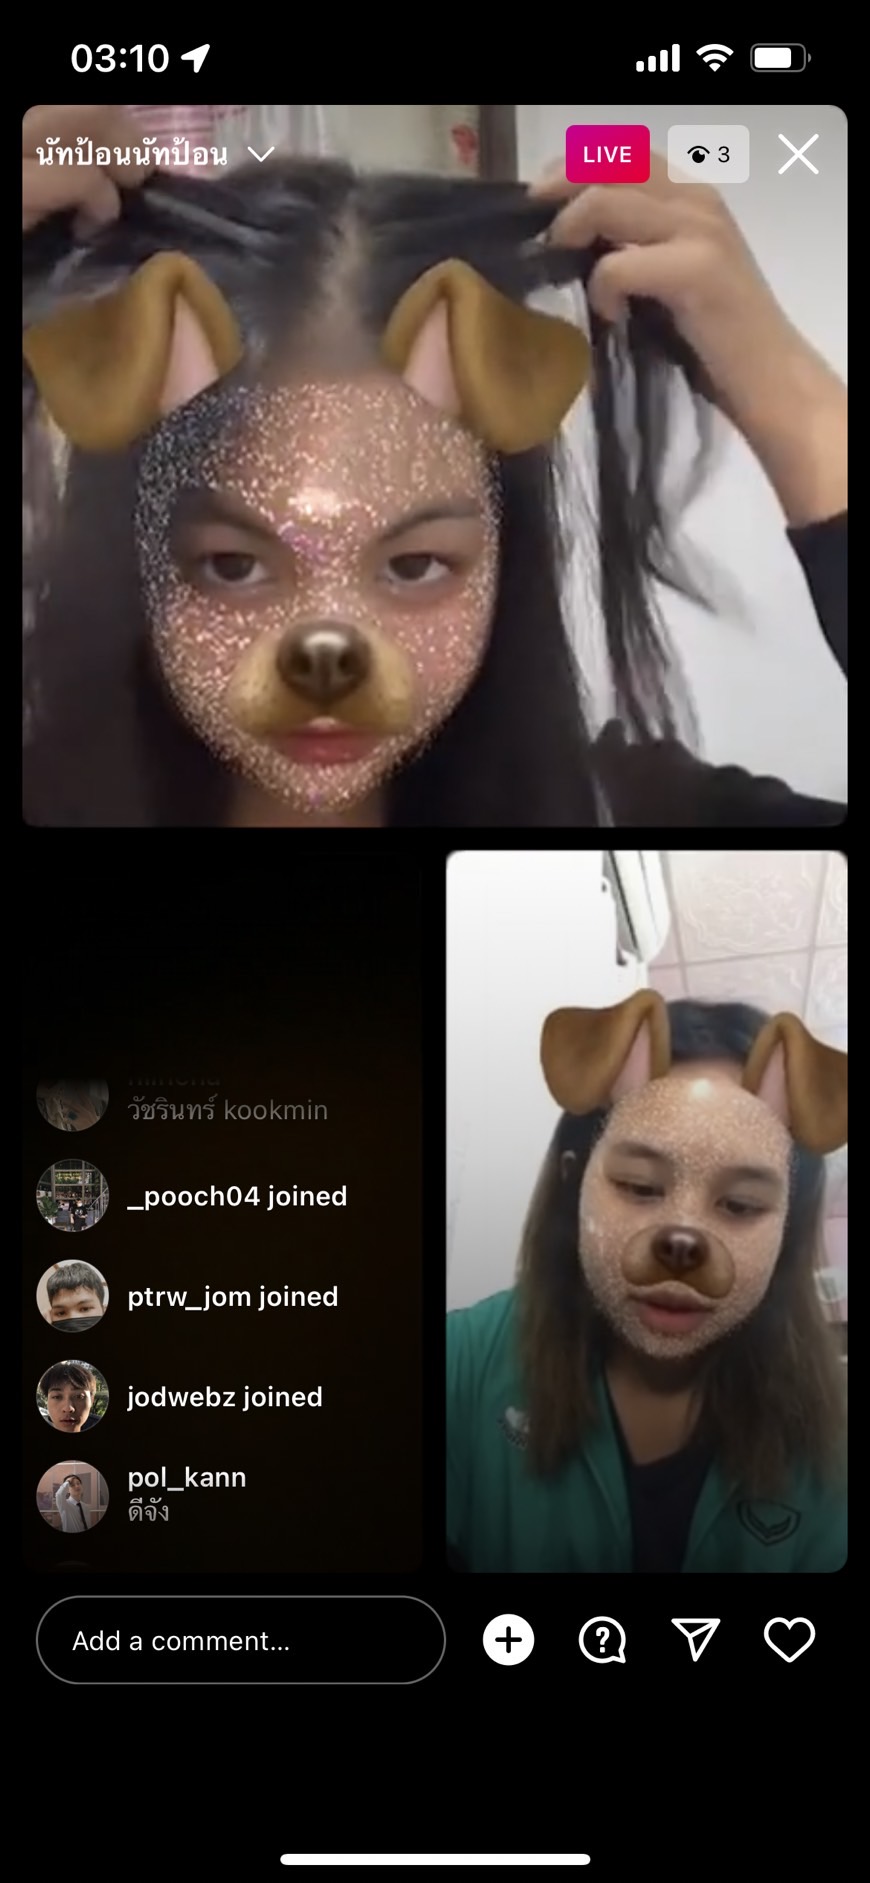 03:10
นัทป้อนนัทป้อน
LIVE
3
วัชรินทร์ kookmin
_pooch04 joined
ptrw_jom joined
jodwebz joined
pol_kann
ดีจัง
Add a comment...